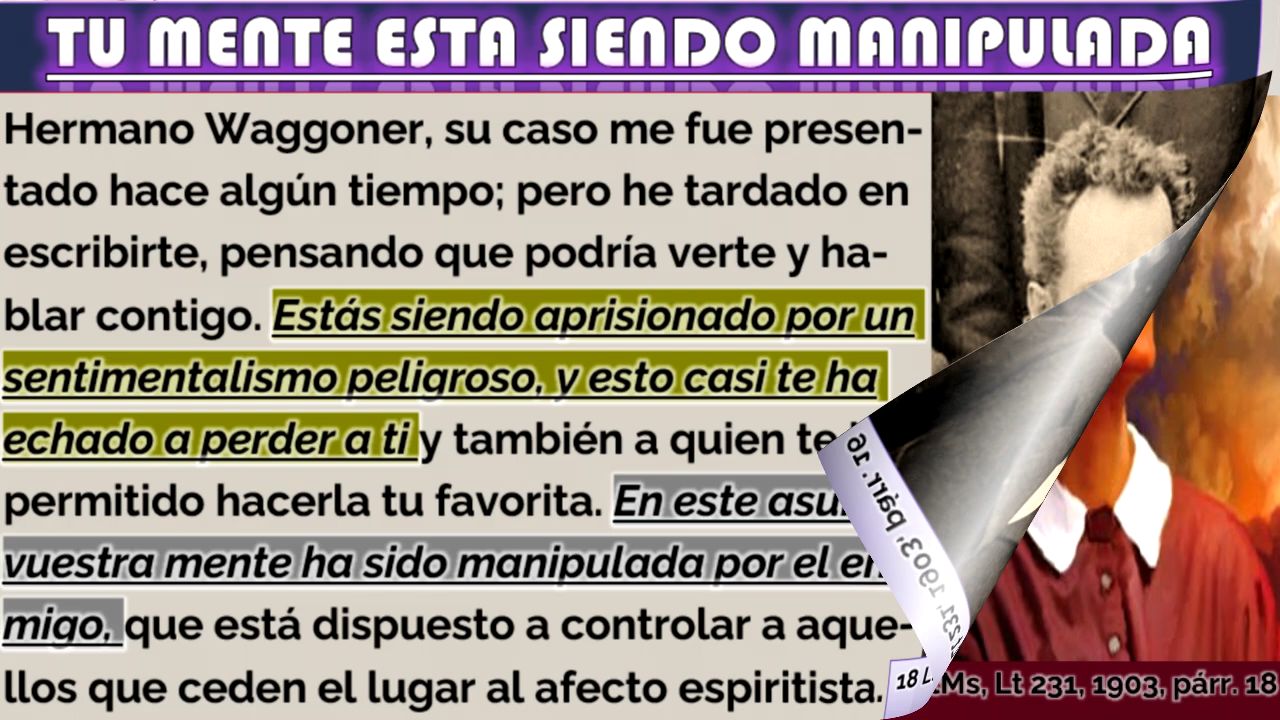 TU MENTE ESTA SIENDO MANIPULADA
Hermano Waggoner, su caso me fue presen-
tado hace algún tiempo; pero he tardado en
escribirte, pensando que podría verte y ha-
blar contigo. Estás siendo aprisionado por un
sentimentalismo peligroso, y esto casi te ha
echado a perder a ti y también a quien te
permitido hacerla tu favorita. En este
vuestra mente ha sido manipulada por el
migo, que está dispuesto a controlar a aque-
llos que ceden el lugar al afecto espiritista.
1903, párr. 16
18 L
Ms, Lt 231, 1903, párr. 18